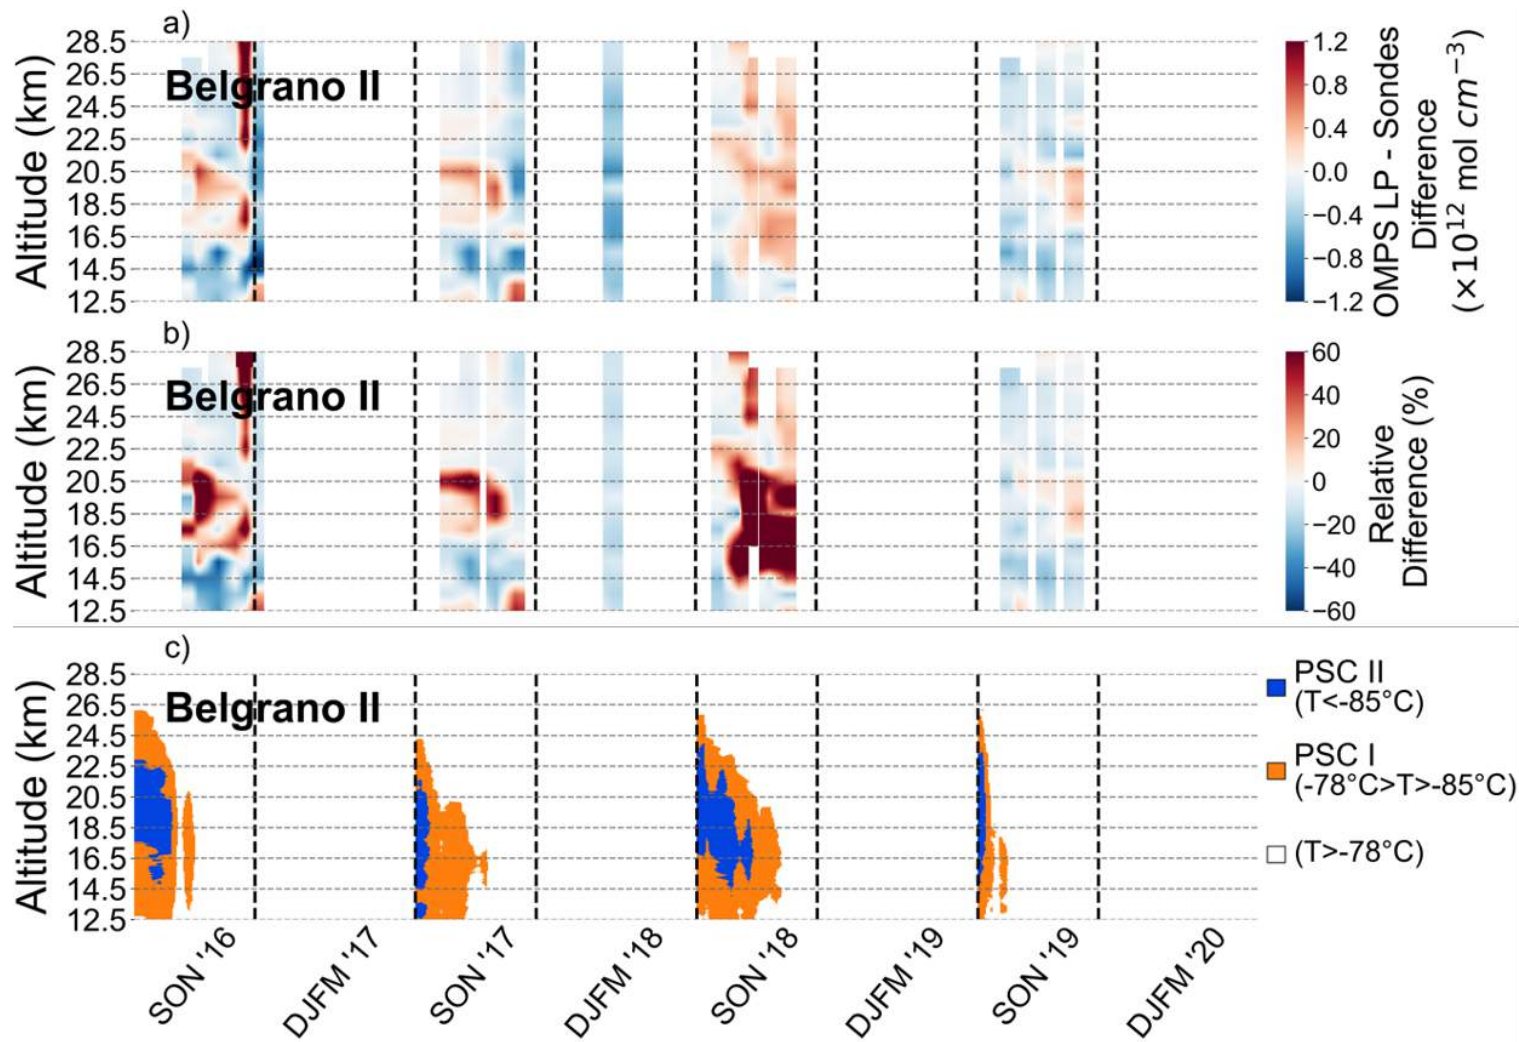 a)
28.5
26.5
24.5
22.5
20.5
18.5
16.5
14.5
12.5
Altitude (km)
Belgrano II
1.2
0.8
0.4
0.0
−0.4
−0.8
−1.2
OMPS LP - Sondes
Difference
(×10¹² mol cm⁻³)
b)
28.5
26.5
24.5
22.5
20.5
18.5
16.5
14.5
12.5
Altitude (km)
Belgrano II
60
40
20
0
−20
−40
−60
Relative
Difference (%)
c)
28.5
26.5
24.5
22.5
20.5
18.5
16.5
14.5
12.5
Altitude (km)
Belgrano II
PSC II
(T<-85°C)
PSC I
(-78°C>T>-85°C)
(T>-78°C)
SON '16
DJFM '17
SON '17
DJFM '18
SON '18
DJFM '19
SON '19
DJFM '20